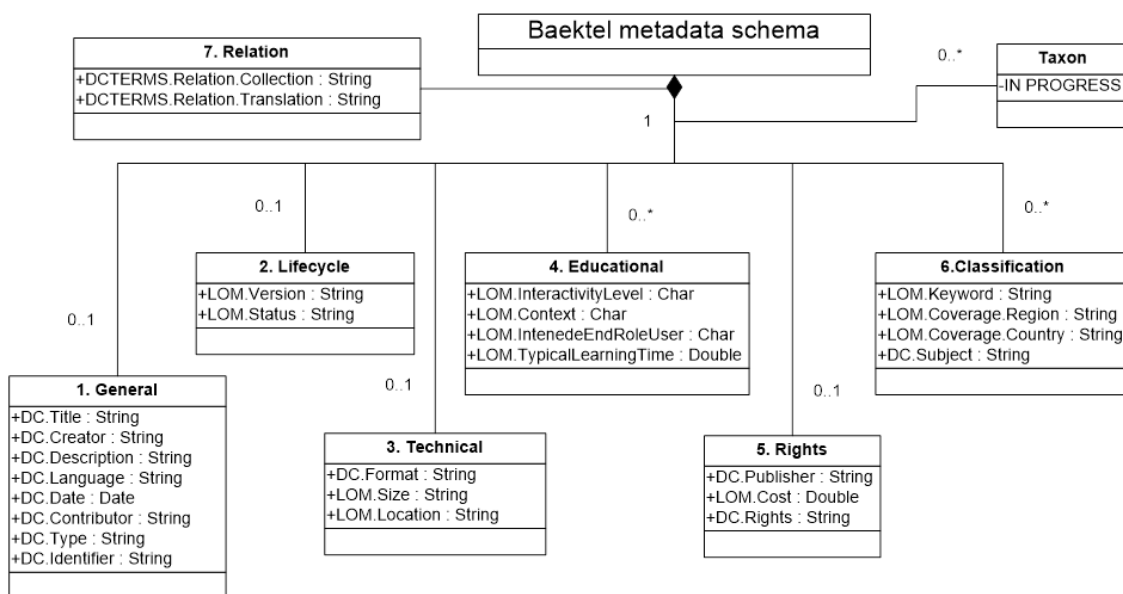 Baektel metadata schema
7. Relation
+DCTERMS.Relation.Collection : String
+DCTERMS.Relation.Translation : String
0..*
Taxon
-IN PROGRESS
1
0..1
2. Lifecycle
+LOM.Version : String
+LOM.Status : String
0..*
4. Educational
+LOM.InteractivityLevel : Char
+LOM.Context : Char
+LOM.IntenedeEndRoleUser : Char
+LOM.TypicalLearningTime : Double
0..*
6.Classification
+LOM.Keyword : String
+LOM.Coverage.Region : String
+LOM.Coverage.Country : String
+DC.Subject : String
0..1
1. General
+DC.Title : String
+DC.Creator : String
+DC.Description : String
+DC.Language : String
+DC.Date : Date
+DC.Contributor : String
+DC.Type : String
+DC.Identifier : String
0..1
3. Technical
+DC.Format : String
+LOM.Size : String
+LOM.Location : String
0..1
5. Rights
+DC.Publisher : String
+LOM.Cost : Double
+DC.Rights : String